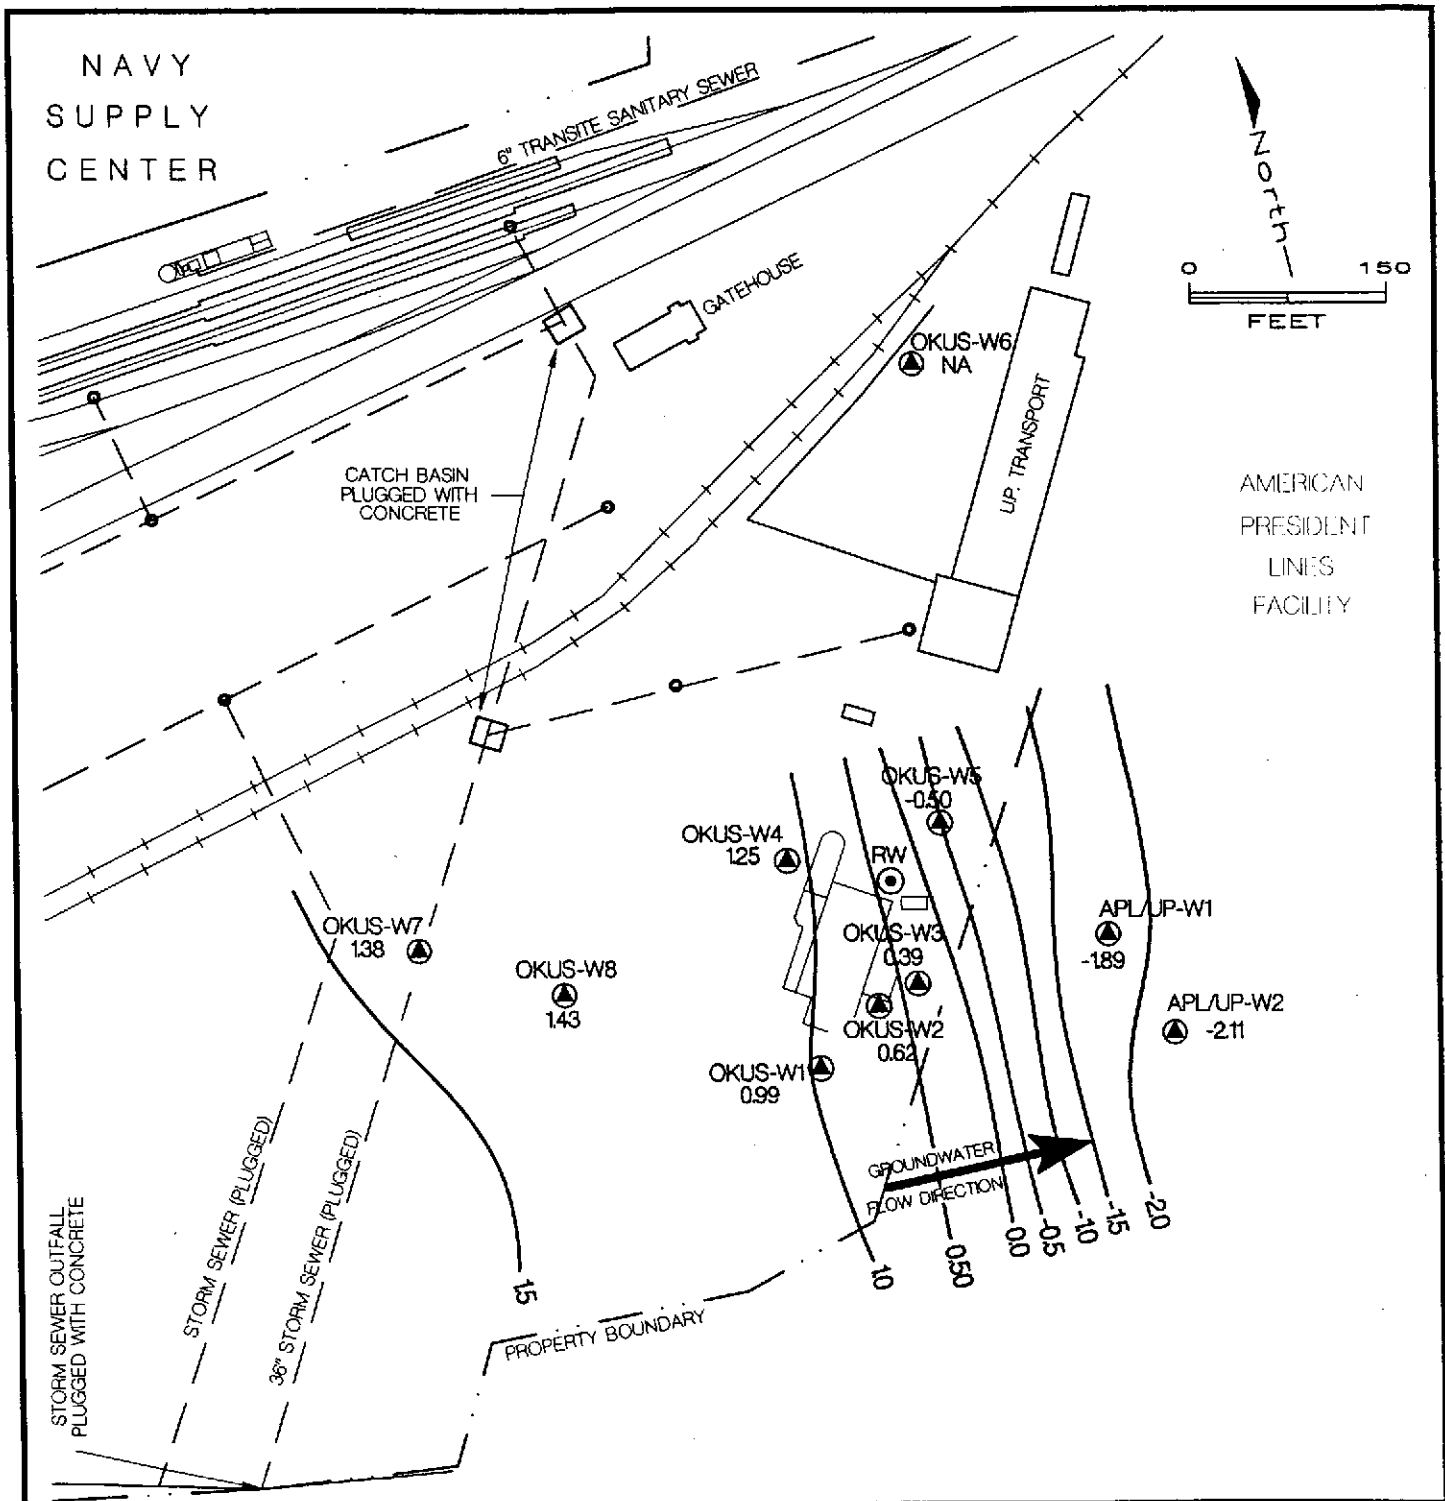 NAVY
SUPPLY
CENTER
6" TRANSITE SANITARY SEWER
North
0 150
FEET
GATEHOUSE
OKUS-W6
NA
U.P. TRANSPORT
CATCH BASIN
PLUGGED WITH
CONCRETE
AMERICAN
PRESIDENT
LINES
FACILITY
OKUS-W5
-0.50
OKUS-W4
1.25
RW
OKUS-W7
1.38
OKUS-W8
1.43
OKUS-W3
0.39
APL/UP-W1
-1.89
APL/UP-W2
-2.11
OKUS-W2
0.62
OKUS-W1
0.99
GROUNDWATER
FLOW DIRECTION
1.5
1.0
0.50
0.0
-0.5
-1.0
-1.5
-2.0
STORM SEWER (PLUGGED)
36" STORM SEWER (PLUGGED)
STORM SEWER OUTFALL
PLUGGED WITH CONCRETE
PROPERTY BOUNDARY